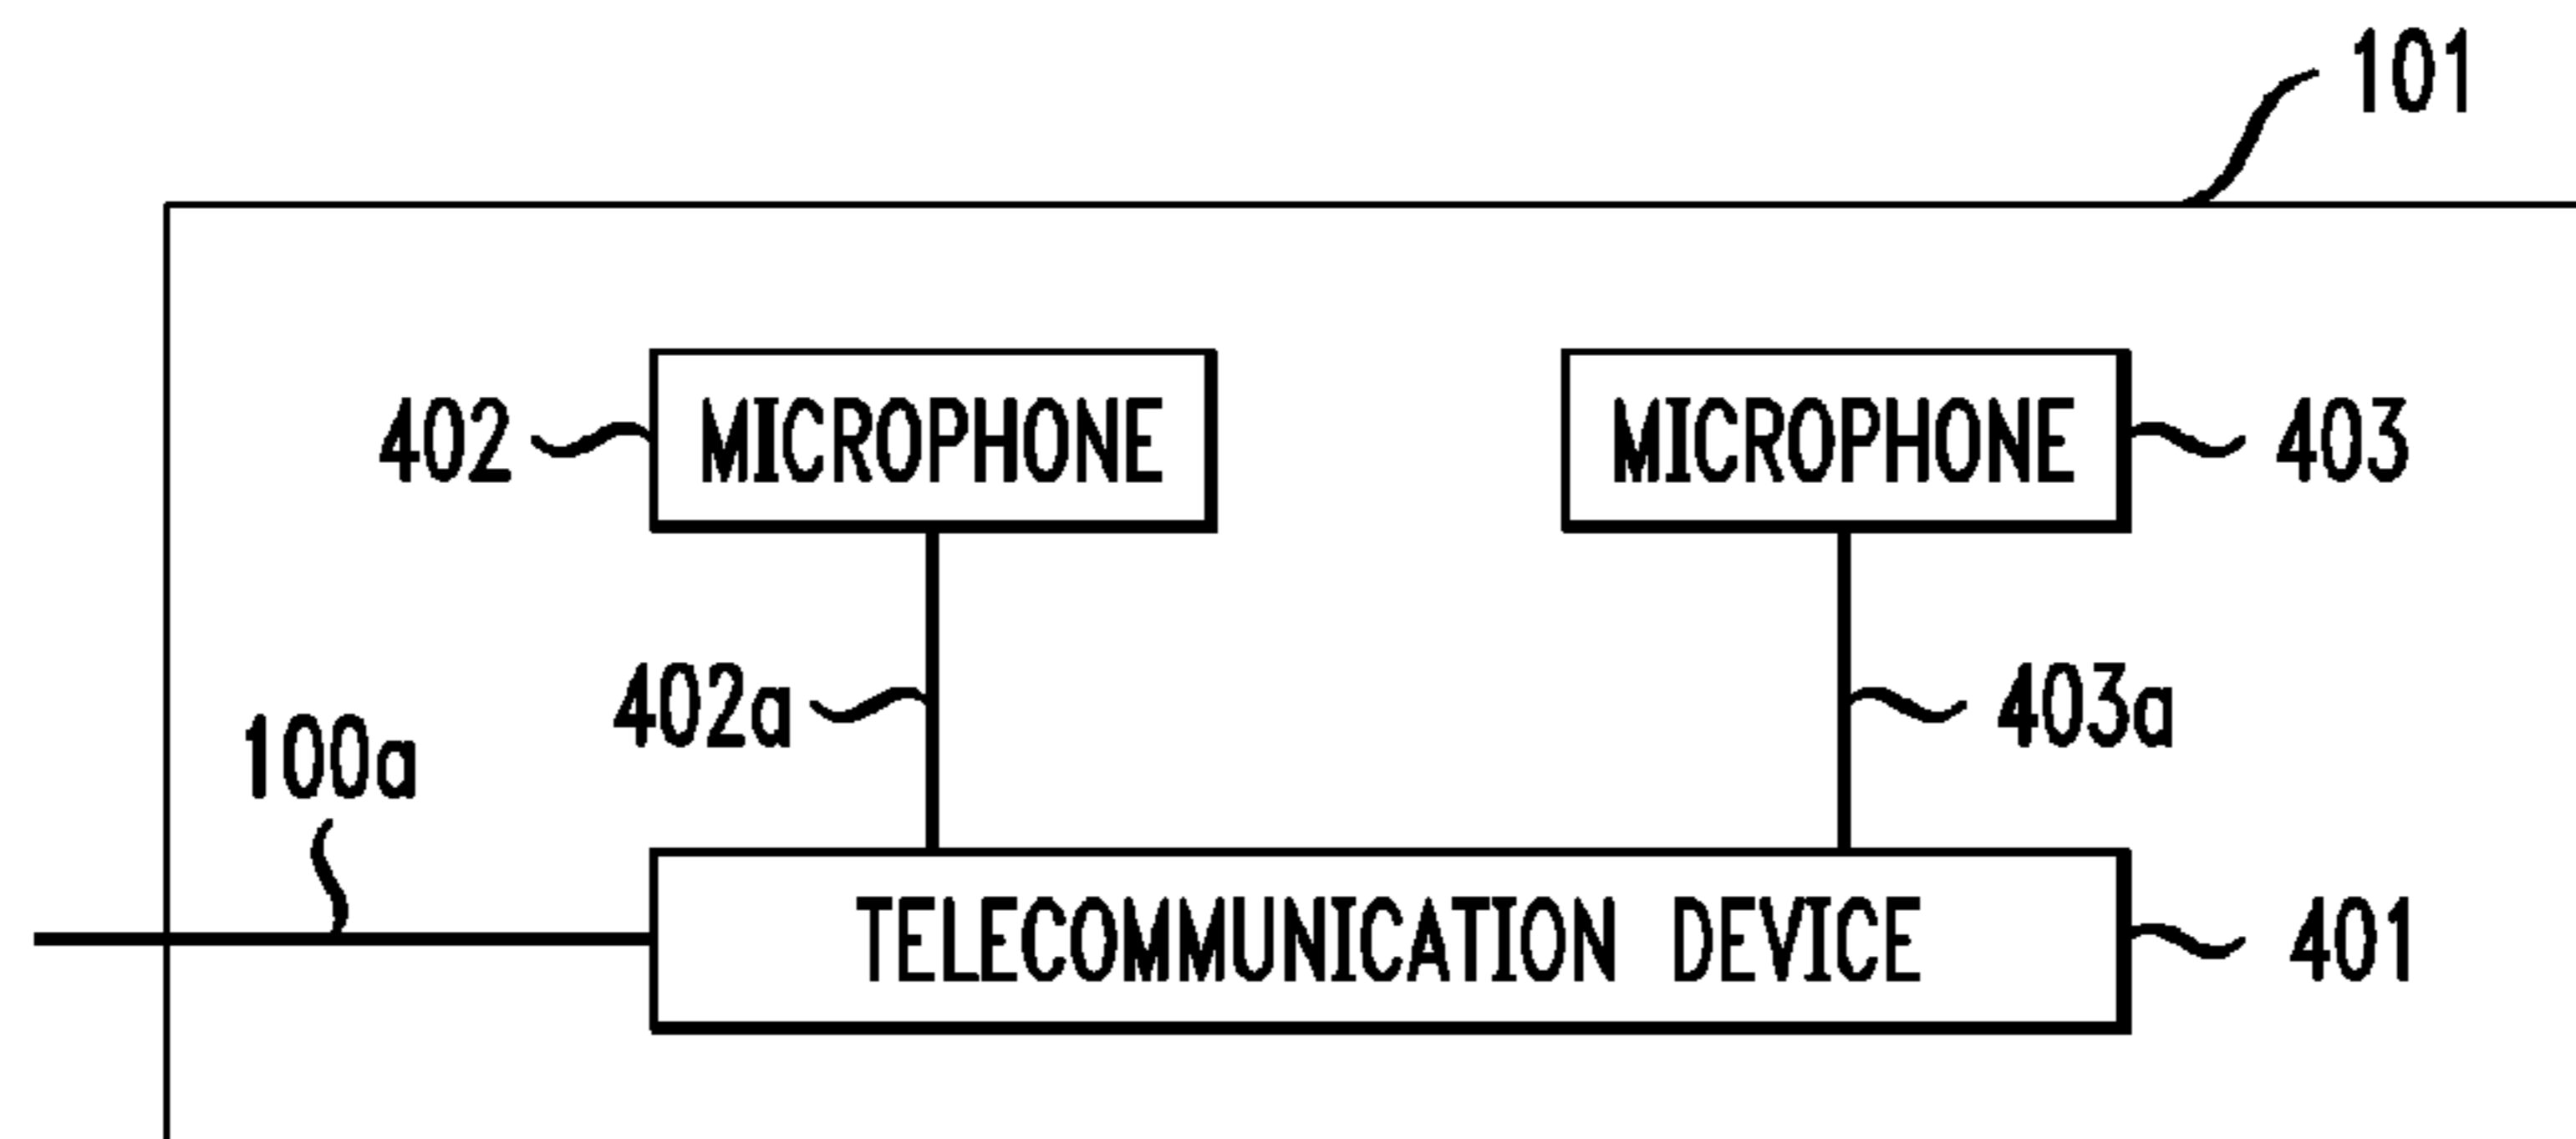 101
402 MICROPHONE MICROPHONE 403
402a 403a
100a
TELECOMMUNICATION DEVICE 401